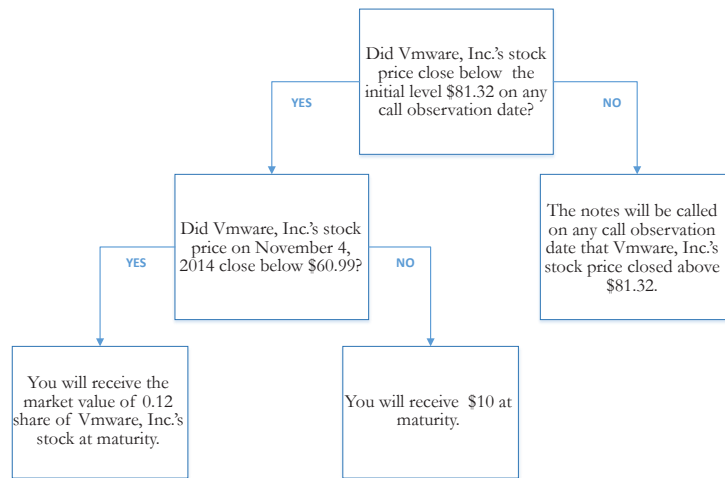 Did Vmware, Inc.'s stock
price close below the
initial level $81.32 on any
call observation date?
YES
NO
Did Vmware, Inc.'s stock
price on November 4,
2014 close below $60.99?
The notes will be called
on any call observation
date that Vmware, Inc.'s
stock price closed above
$81.32.
YES
NO
You will receive the
market value of 0.12
share of Vmware, Inc.'s
stock at maturity.
You will receive $10 at
maturity.